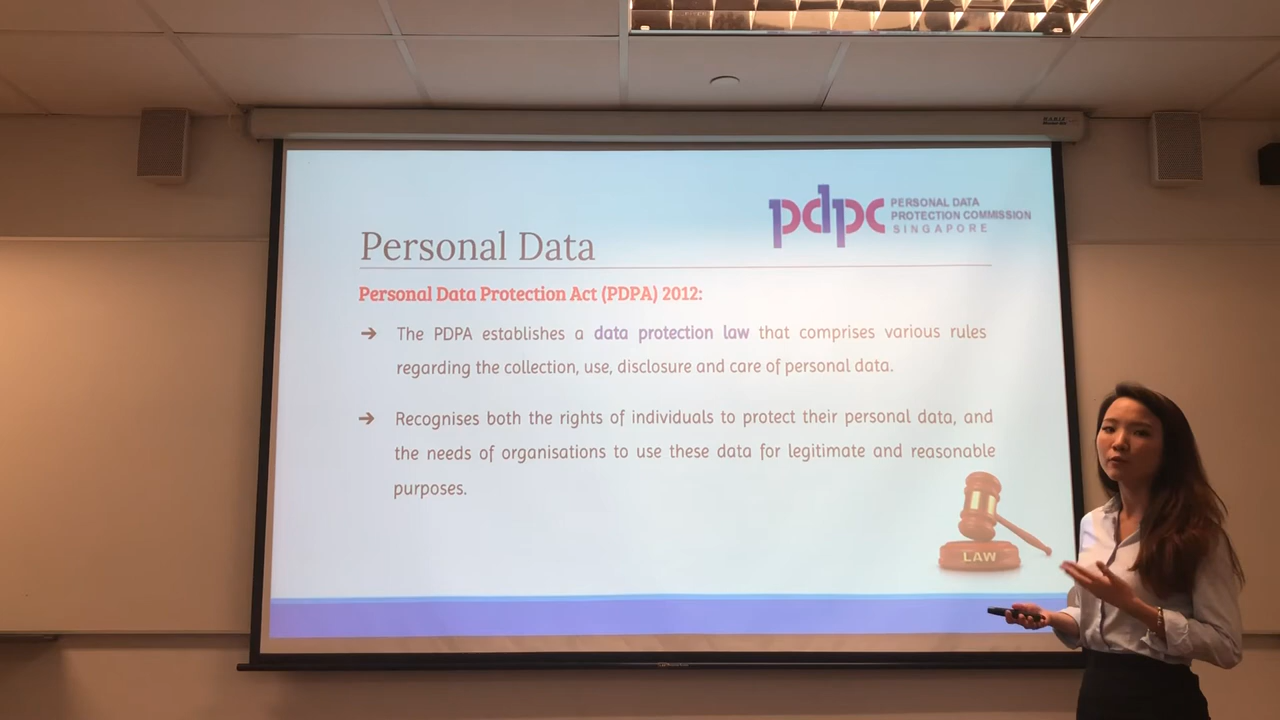 pdpc PERSONAL DATA
PROTECTION COMMISSION
SINGAPORE
Personal Data
Personal Data Protection Act (PDPA) 2012:
➔ The PDPA establishes a data protection law that comprises various rules
regarding the collection, use, disclosure and care of personal data.
➔ Recognises both the rights of individuals to protect their personal data, and
the needs of organisations to use these data for legitimate and reasonable
purposes.
LAW